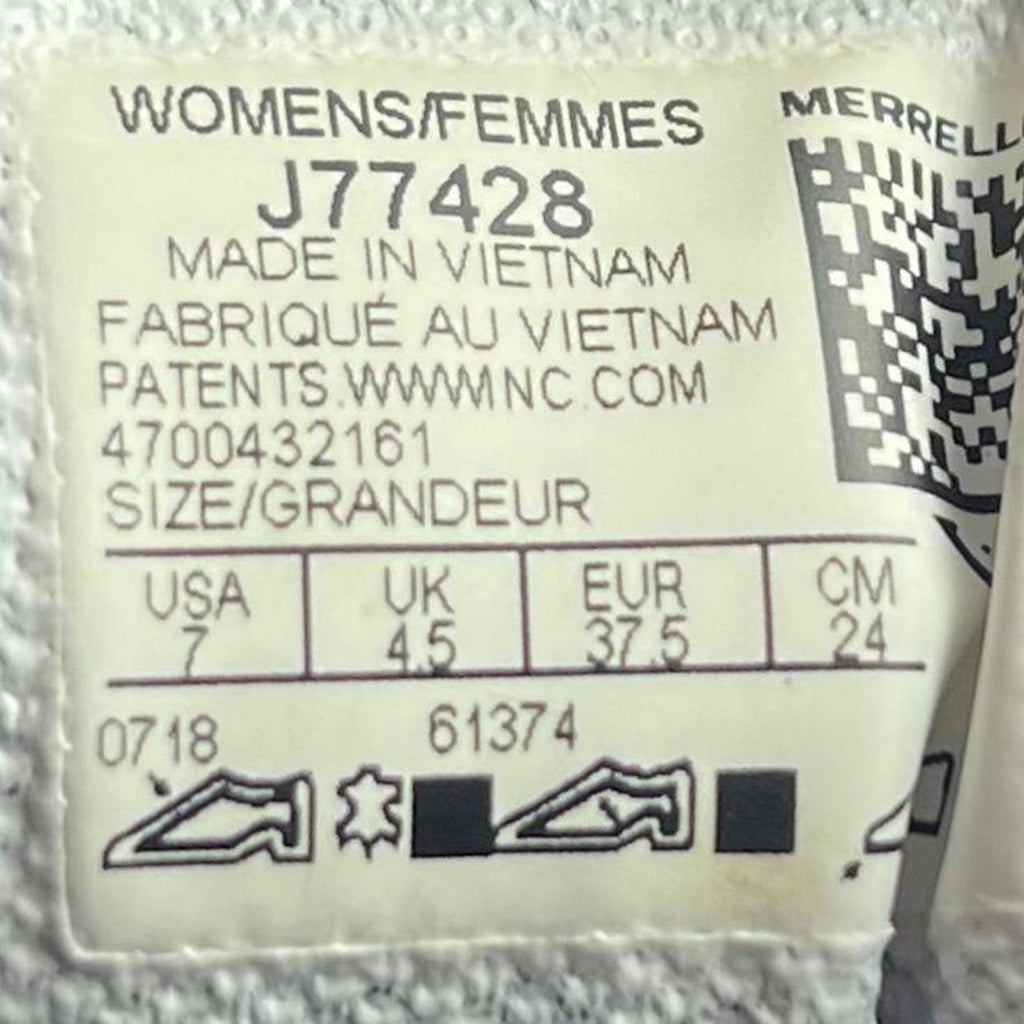 WOMENS/FEMMES
MERRELL
J77428
MADE IN VIETNAM
FABRIQUÉ AU VIETNAM
PATENTS.WWWMNC.COM
4700432161
SIZE/GRANDEUR
USA UK EUR CM
7 4.5 37.5 24
0718 61374